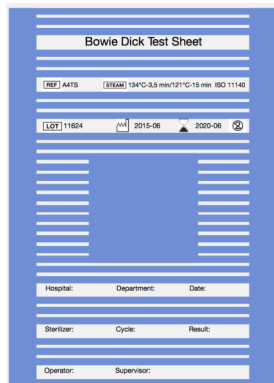 Bowie Dick Test Sheet
REF A4TS STEAM 134°C-3,5 min/121°C-15 min ISO 11140
LOT 11624 2015-06 2020-06 2
Hospital: Department: Date:
Sterilizer: Cycle: Result:
Operator: Supervisor: